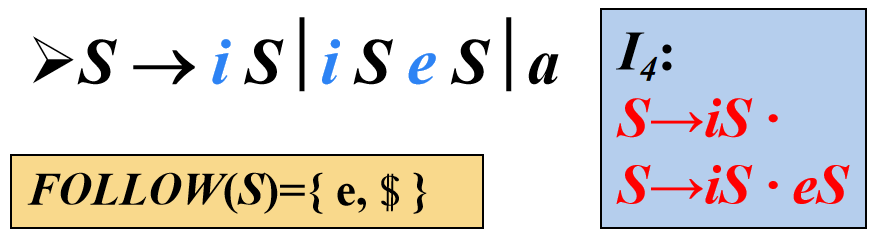 ➢S → i S | i S e S | a
FOLLOW(S)={ e, $ }
I₄:
S→iS ·
S→iS · eS